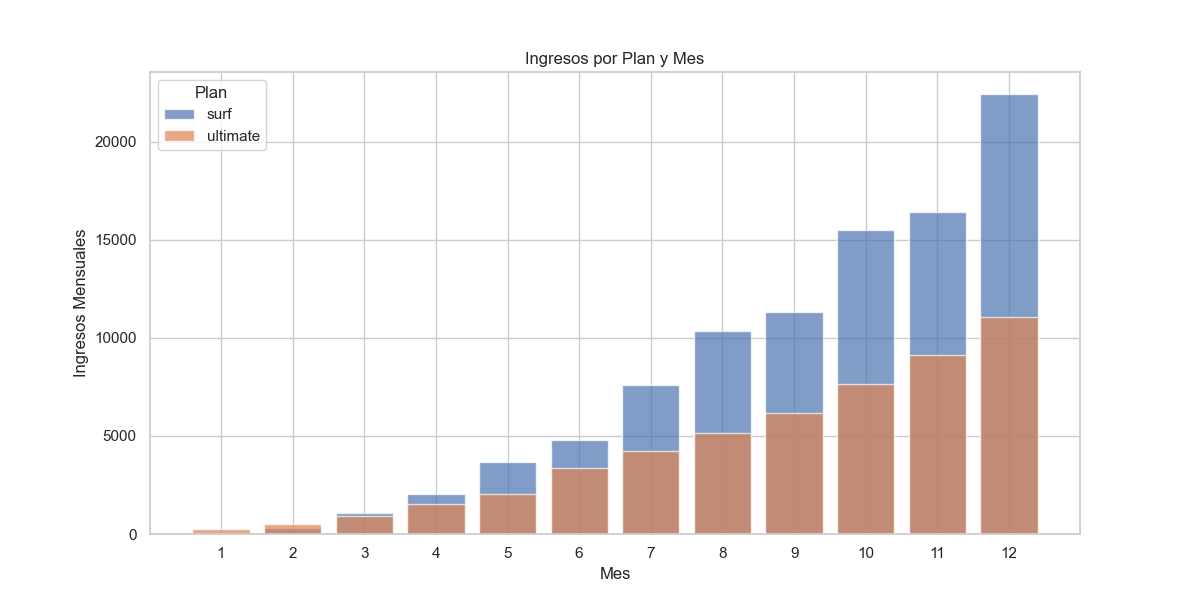 Ingresos por Plan y Mes
Plan
surf
ultimate
20000
15000
10000
5000
0
Ingresos Mensuales
1 2 3 4 5 6 7 8 9 10 11 12
Mes